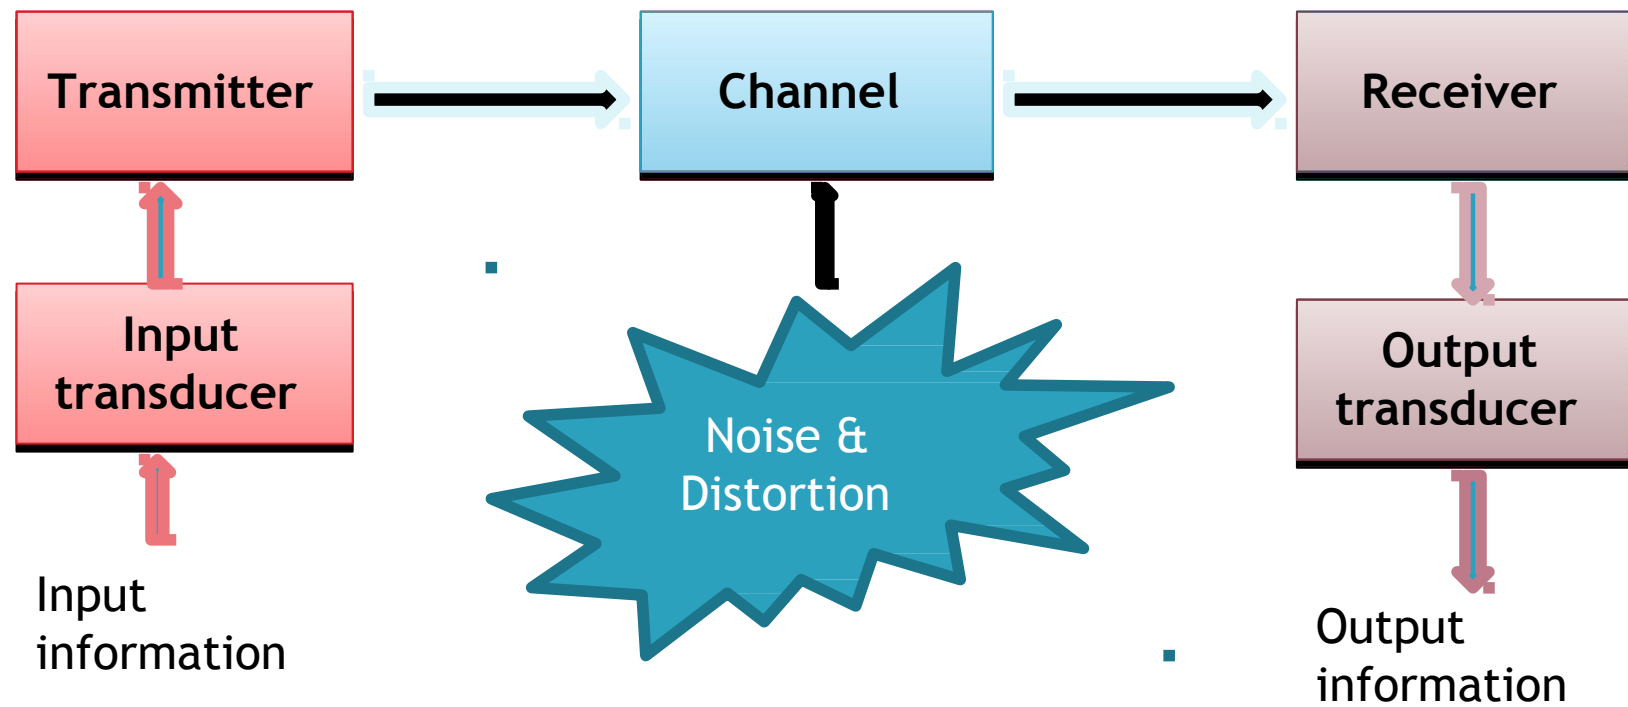 Transmitter
Channel
Receiver
Input
transducer
Noise &
Distortion
Output
transducer
Input
information
Output
information